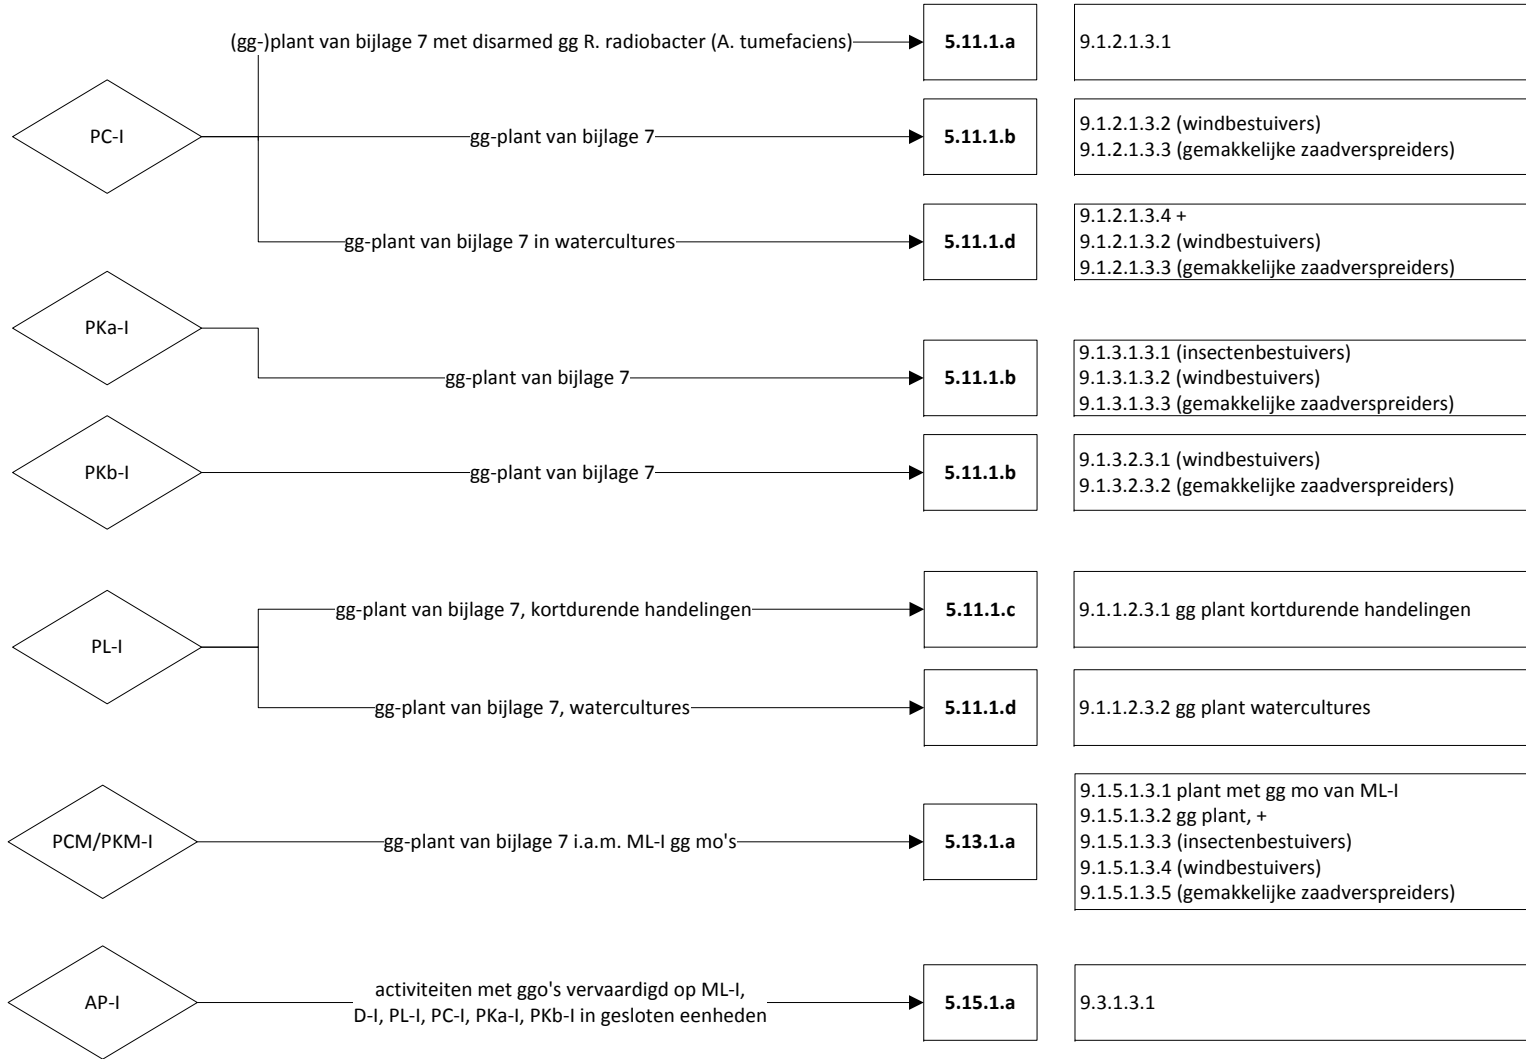 (gg-)plant van bijlage 7 met disarmed gg R. radiobacter (A. tumefaciens)
5.11.1.a
9.1.2.1.3.1
PC-I
gg-plant van bijlage 7
5.11.1.b
9.1.2.1.3.2 (windbestuivers)
9.1.2.1.3.3 (gemakkelijke zaadverspreiders)
gg-plant van bijlage 7 in watercultures
5.11.1.d
9.1.2.1.3.4 +
9.1.2.1.3.2 (windbestuivers)
9.1.2.1.3.3 (gemakkelijke zaadverspreiders)
PKa-I
gg-plant van bijlage 7
5.11.1.b
9.1.3.1.3.1 (insectenbestuivers)
9.1.3.1.3.2 (windbestuivers)
9.1.3.1.3.3 (gemakkelijke zaadverspreiders)
PKb-I
gg-plant van bijlage 7
5.11.1.b
9.1.3.2.3.1 (windbestuivers)
9.1.3.2.3.2 (gemakkelijke zaadverspreiders)
PL-I
gg-plant van bijlage 7, kortdurende handelingen
5.11.1.c
9.1.1.2.3.1 gg plant kortdurende handelingen
gg-plant van bijlage 7, watercultures
5.11.1.d
9.1.1.2.3.2 gg plant watercultures
PCM/PKM-I
gg-plant van bijlage 7 i.a.m. ML-I gg mo's
5.13.1.a
9.1.5.1.3.1 plant met gg mo van ML-I
9.1.5.1.3.2 gg plant, +
9.1.5.1.3.3 (insectenbestuivers)
9.1.5.1.3.4 (windbestuivers)
9.1.5.1.3.5 (gemakkelijke zaadverspreiders)
AP-I
activiteiten met ggo's vervaardigd op ML-I,
D-I, PL-I, PC-I, PKa-I, PKb-I in gesloten eenheden
5.15.1.a
9.3.1.3.1